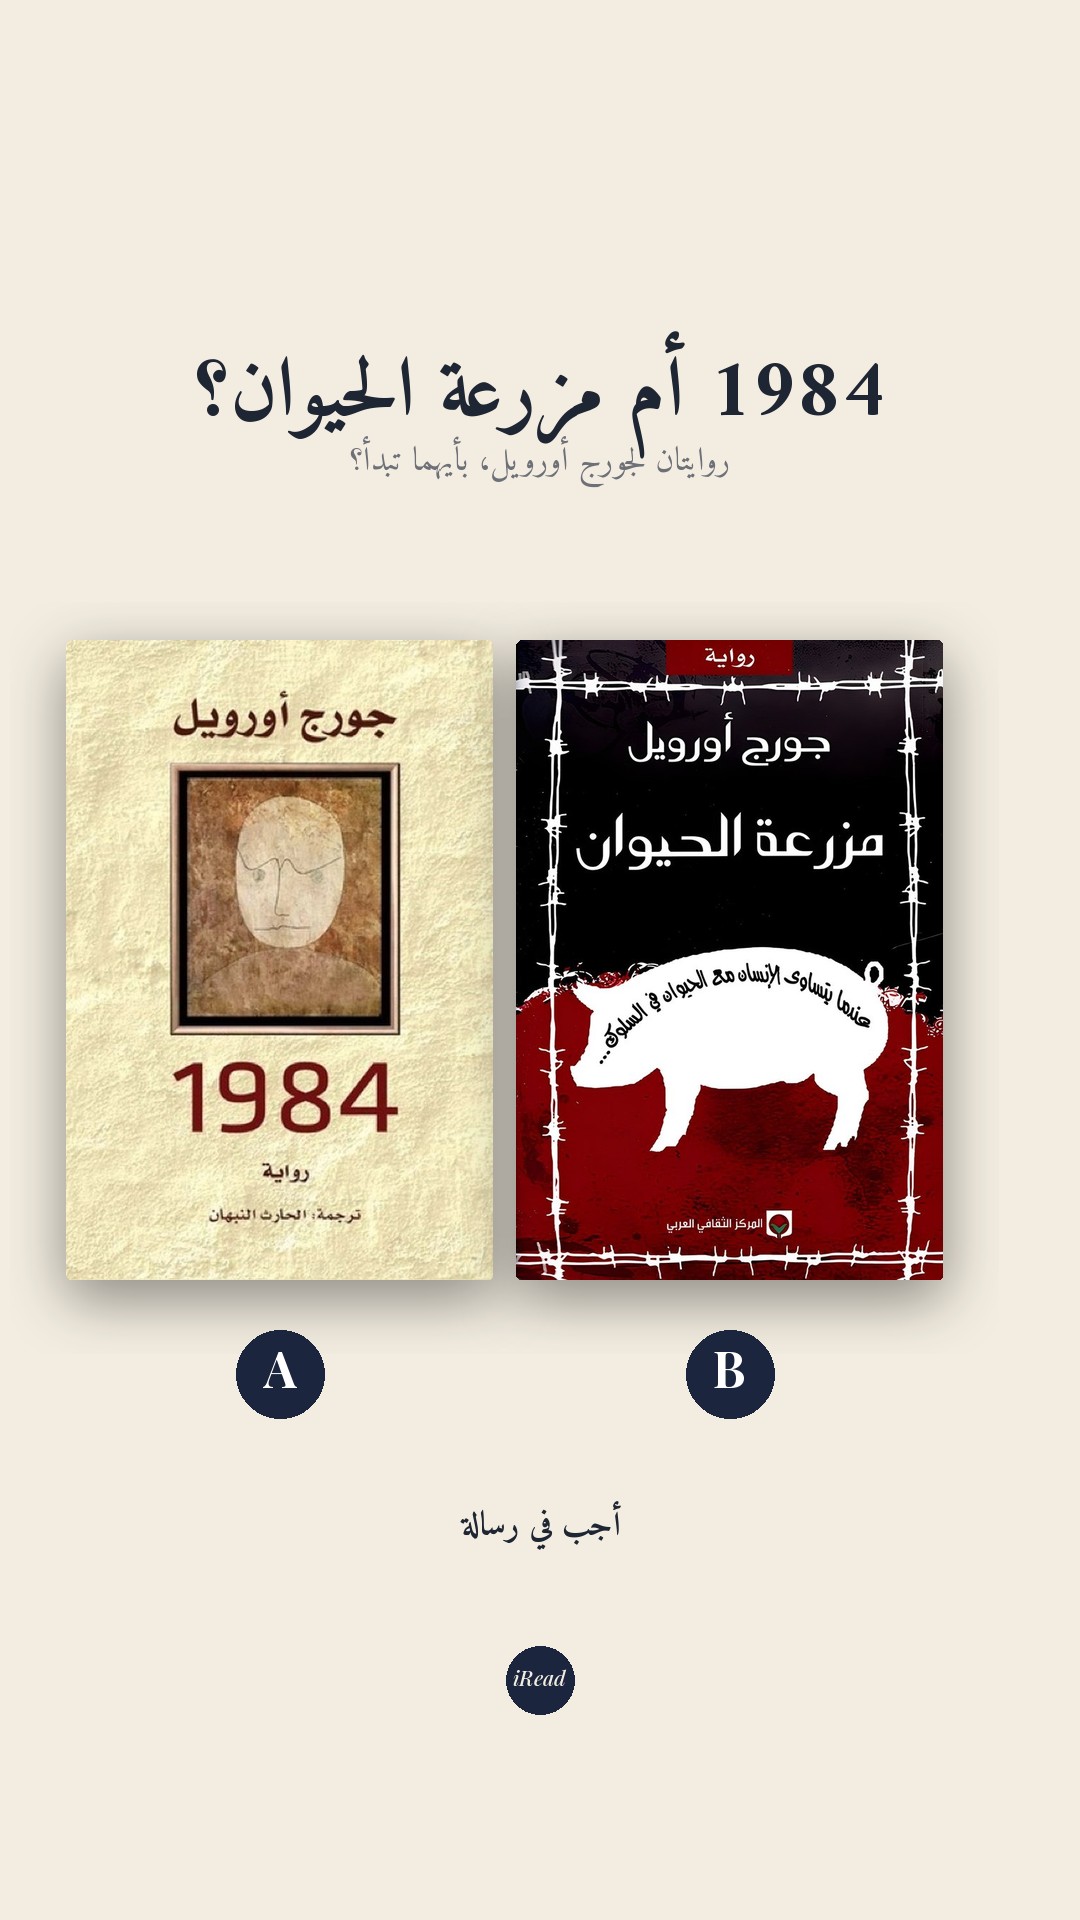 1984 أم مزرعة الحيوان؟
روايتان لجورج أورويل، بأيهما تبدأ؟
جورج أورويل
1984
رواية
ترجمة: الحارث النبهان
رواية
جورج أورويل
مزرعة الحيوان
عندما يتساوى الإنسان مع الحيوان في السلوك...
المركز الثقافي العربي
A
B
أجب في رسالة
iRead